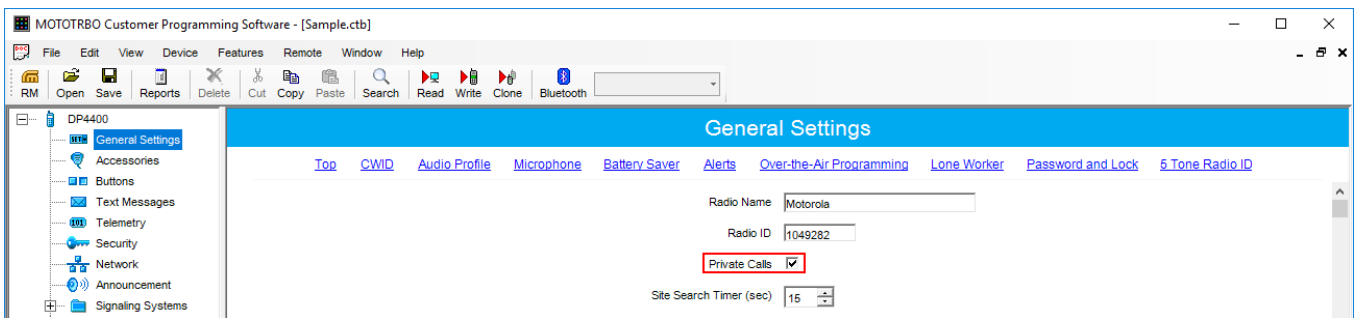 MOTOTRBO Customer Programming Software - [Sample.ctb]
File Edit View Device Features Remote Window Help
RM Open Save Reports Delete Cut Copy Paste Search Read Write Clone Bluetooth
DP4400
General Settings
Accessories
Buttons
Text Messages
Telemetry
Security
Network
Announcement
Signaling Systems
General Settings
Top CWID Audio Profile Microphone Battery Saver Alerts Over-the-Air Programming Lone Worker Password and Lock 5 Tone Radio ID
Radio Name Motorola
Radio ID 1049282
Private Calls
Site Search Timer (sec) 15